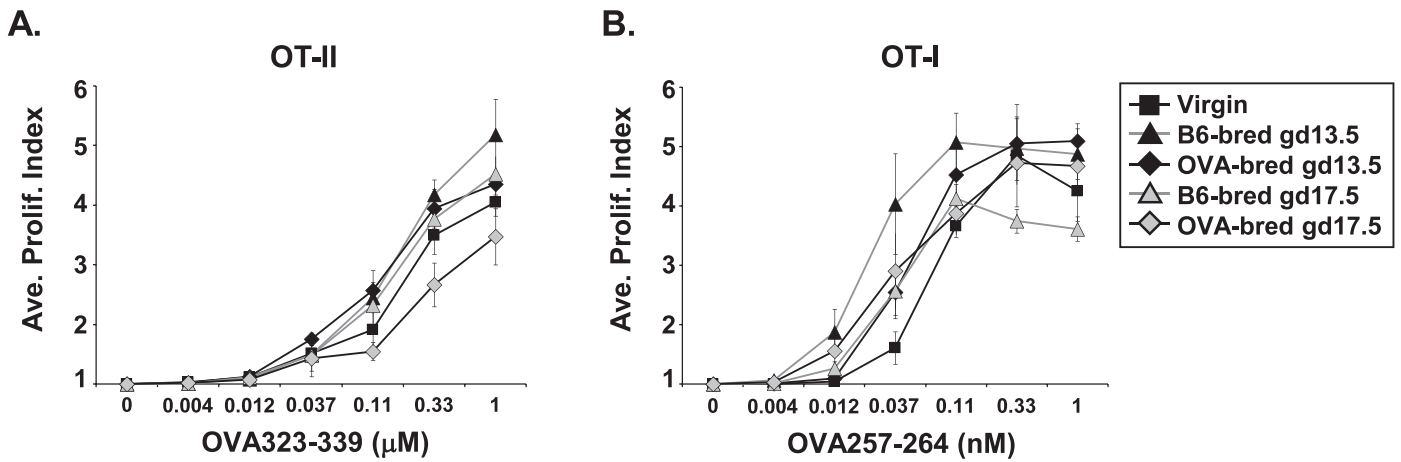 A.
OT-II
Ave. Prolif. Index
6
5
4
3
2
1
0 0.004 0.012 0.037 0.11 0.33 1
OVA323-339 (μM)
B.
OT-I
Ave. Prolif. Index
6
5
4
3
2
1
0 0.004 0.012 0.037 0.11 0.33 1
OVA257-264 (nM)
Virgin
B6-bred gd13.5
OVA-bred gd13.5
B6-bred gd17.5
OVA-bred gd17.5